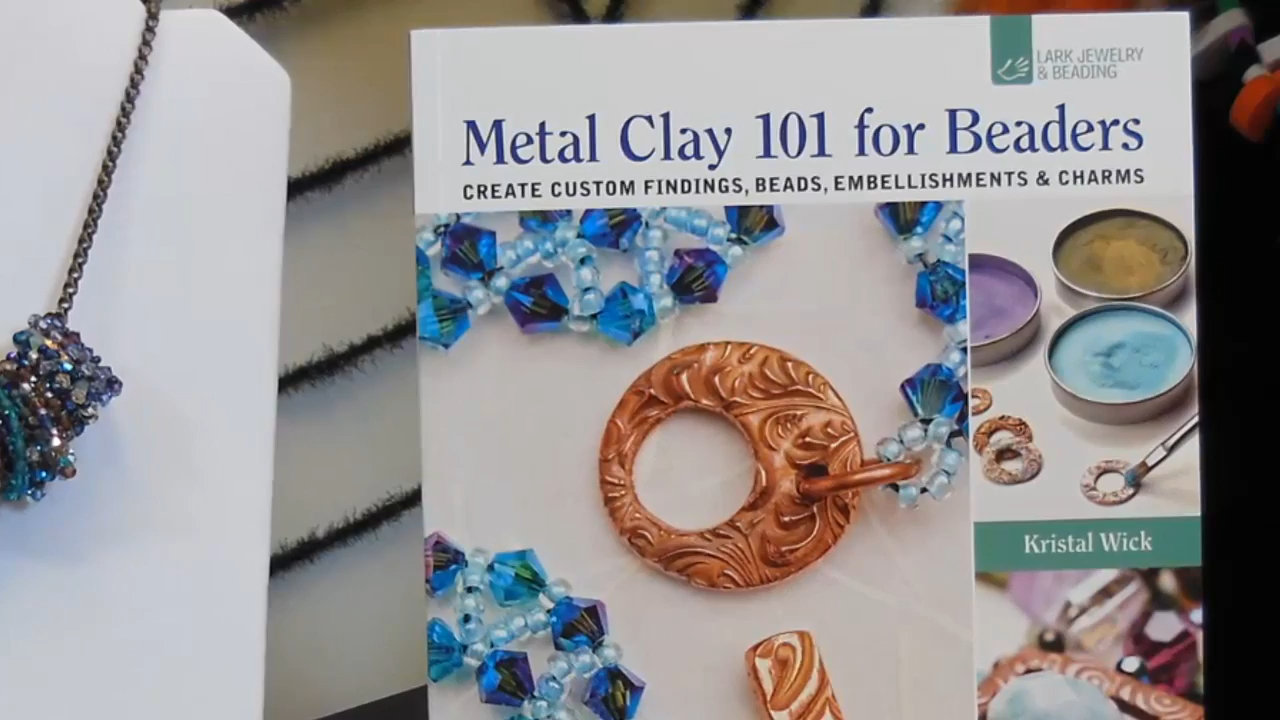 LARK JEWELRY
& BEADING
Metal Clay 101 for Beaders
CREATE CUSTOM FINDINGS, BEADS, EMBELLISHMENTS & CHARMS
Kristal Wick